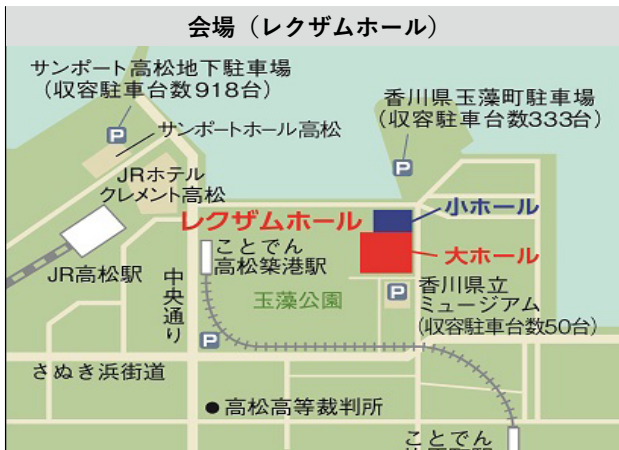 会場（レクザムホール）
サンポート高松地下駐車場
（収容駐車台数918台）
香川県玉藻町駐車場
（収容駐車台数333台）
P
サンポートホール高松
P
JRホテル
クレメント高松
レクザムホール
小ホール
大ホール
ことでん
高松築港駅
JR高松駅
中央通り
玉藻公園
P
香川県立
ミュージアム
（収容駐車台数50台）
P
さぬき浜街道
●高松高等裁判所
ことでん